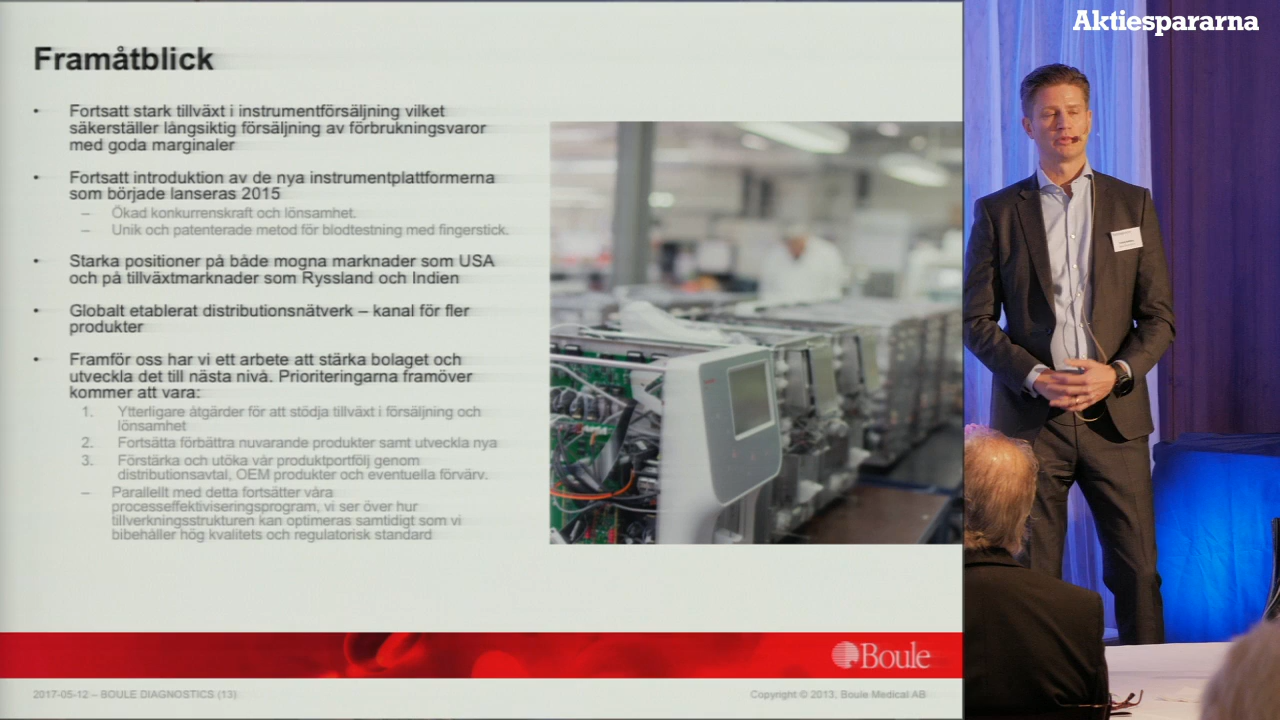 Aktiespararna
Framåtblick
• Fortsatt stark tillväxt i instrumentförsäljning vilket
säkerställer långsiktig försäljning av förbrukningsvaror
med goda marginaler
• Fortsatt introduktion av de nya instrumentplattformerna
som började lanseras 2015
– Ökad konkurrenskraft och lönsamhet.
– Unik och patenterade metod för blodtestning med fingerstick.
• Starka positioner på både mogna marknader som USA
och på tillväxtmarknader som Ryssland och Indien
• Globalt etablerat distributionsnätverk – kanal för fler
produkter
• Framför oss har vi ett arbete att stärka bolaget och
utveckla det till nästa nivå. Prioriteringarna framöver
kommer att vara:
1. Ytterligare åtgärder för att stödja tillväxt i försäljning och
lönsamhet
2. Fortsätta förbättra nuvarande produkter samt utveckla nya
3. Förstärka och utöka vår produktportfölj genom
distributionsavtal, OEM produkter och eventuella förvärv.
– Parallellt med detta fortsätter våra
processeffektiviseringsprogram, vi ser över hur
tillverkningsstrukturen kan optimeras samtidigt som vi
bibehåller hög kvalitets och regulatorisk standard
Boule
2017-05-12 – BOULE DIAGNOSTICS (13)
Copyright © 2013, Boule Medical AB